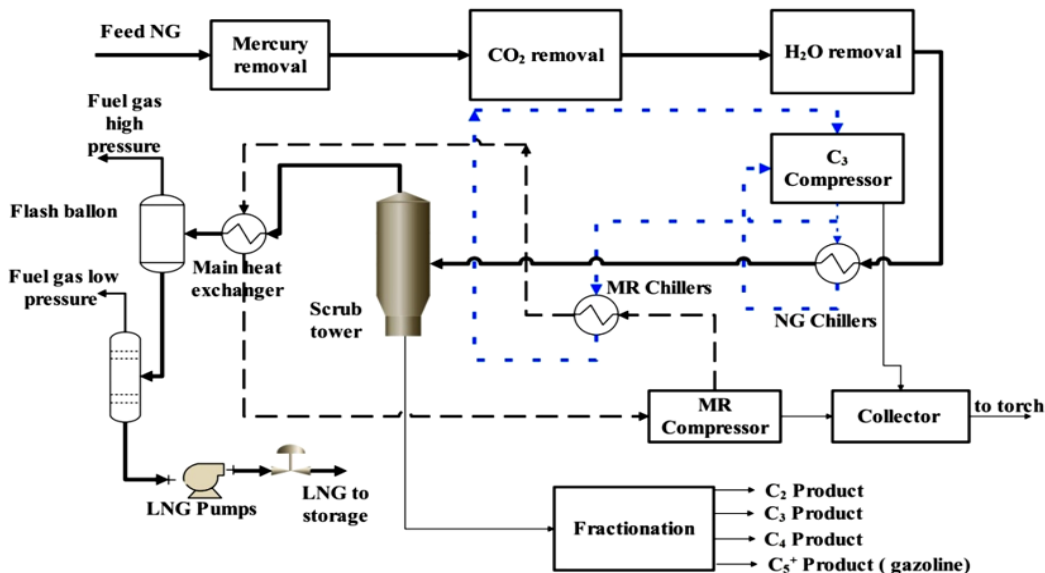 Feed NG
Mercury
removal
CO₂ removal
H₂O removal
Fuel gas
high
pressure
C₃
Compressor
Flash ballon
Main heat
exchanger
Fuel gas low
pressure
Scrub
tower
MR Chillers
NG Chillers
MR
Compressor
Collector
to torch
LNG Pumps
LNG to
storage
Fractionation
C₂ Product
C₃ Product
C₄ Product
C₅⁺ Product ( gazoline)